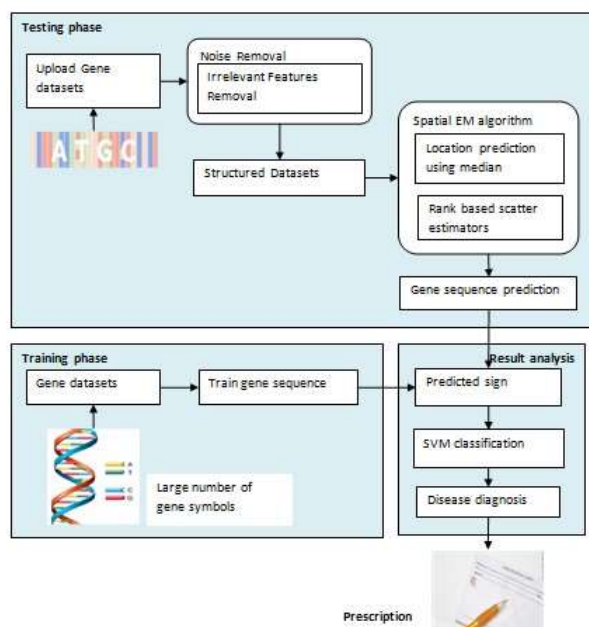 Testing phase
Upload Gene
datasets
ATGC
Noise Removal
Irrelevant Features
Removal
Structured Datasets
Spatial EM algorithm
Location prediction
using median
Rank based scatter
estimators
Gene sequence prediction
Training phase
Gene datasets
Train gene sequence
A
T
C
G
Large number of
gene symbols
Result analysis
Predicted sign
SVM classification
Disease diagnosis
Prescription